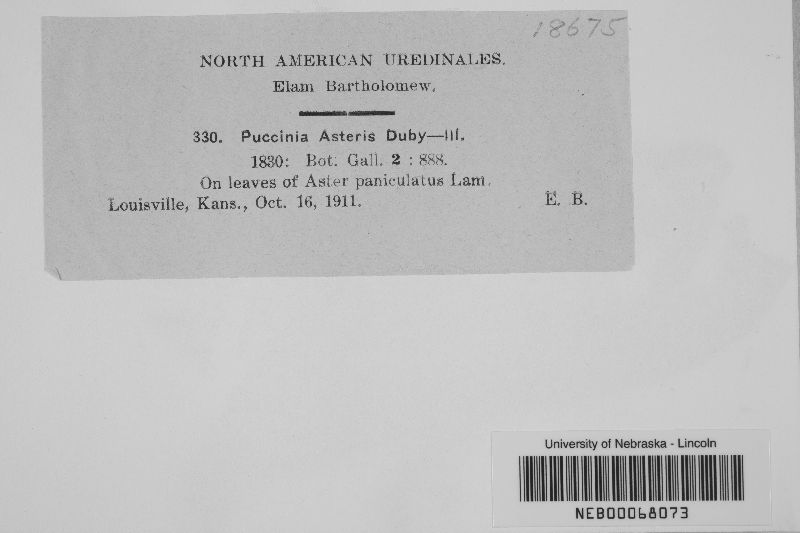 18675
NORTH AMERICAN UREDINALES.
Elam Bartholomew.
330. Puccinia Asteris Duby—III.
1830: Bot. Gall. 2 : 888.
On leaves of Aster paniculatus Lam.
Louisville, Kans., Oct. 16, 1911. E. B.
University of Nebraska - Lincoln
NEB00068073